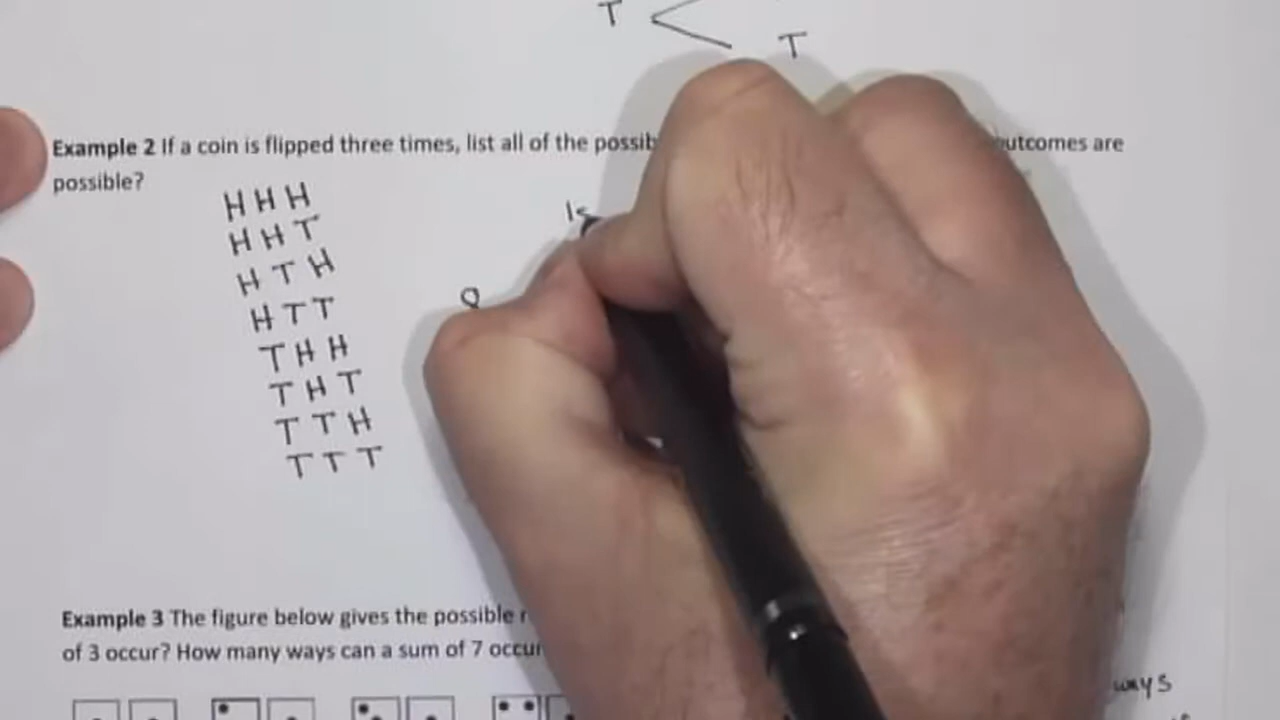 T
T
Example 2 If a coin is flipped three times, list all of the outcomes are
possible?
HHH
HHT
HTH
HTT
THH
THT
TTH
TTT
8
Example 3 The figure below gives the possible
of 3 occur? How many ways can a sum of 7 occur
ways